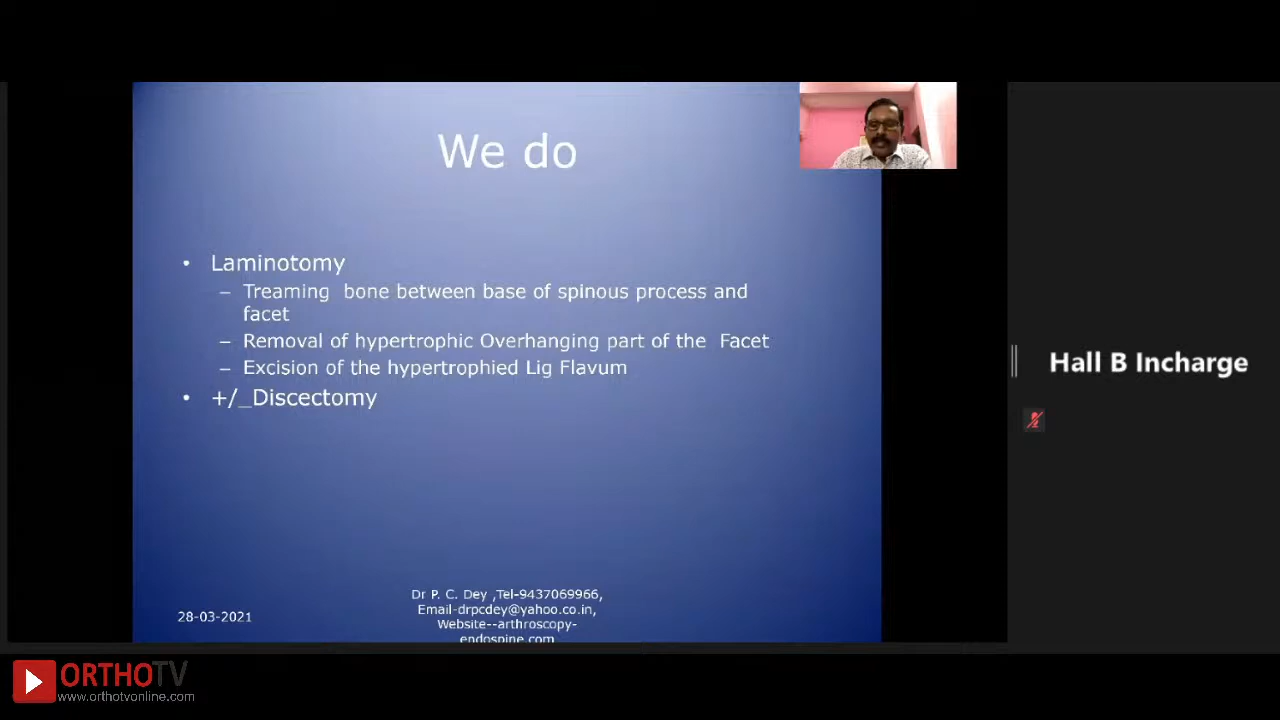 We do
• Laminotomy
– Treaming bone between base of spinous process and
facet
– Removal of hypertrophic Overhanging part of the Facet
– Excision of the hypertrophied Lig Flavum
• +/_Discectomy
Hall B Incharge
28-03-2021
Dr P. C. Dey ,Tel-9437069966,
Email-drpcdey@yahoo.co.in,
Website--arthroscopy-
endospine.com
ORTHOTV
www.orthotvonline.com